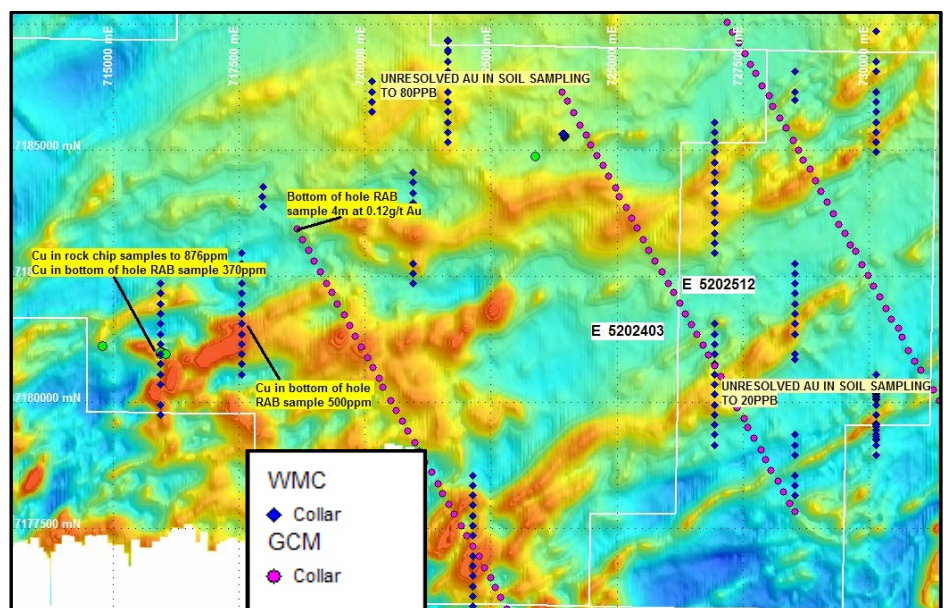 715000 mE
717500 mE
720000 mE
722500 mE
725000 mE
727500 mE
730000 mE
UNRESOLVED AU IN SOIL SAMPLING
TO 80PPB
7185000 mN
Bottom of hole RAB
sample 4m at 0.12g/t Au
Cu in rock chip samples to 876ppm
Cu in bottom of hole RAB sample 370ppm
E 5202512
E 5202403
Cu in bottom of hole
RAB sample 500ppm
UNRESOLVED AU IN SOIL SAMPLING
TO 20PPB
7180000 mN
WMC
Collar
GCM
Collar
7177500 mN